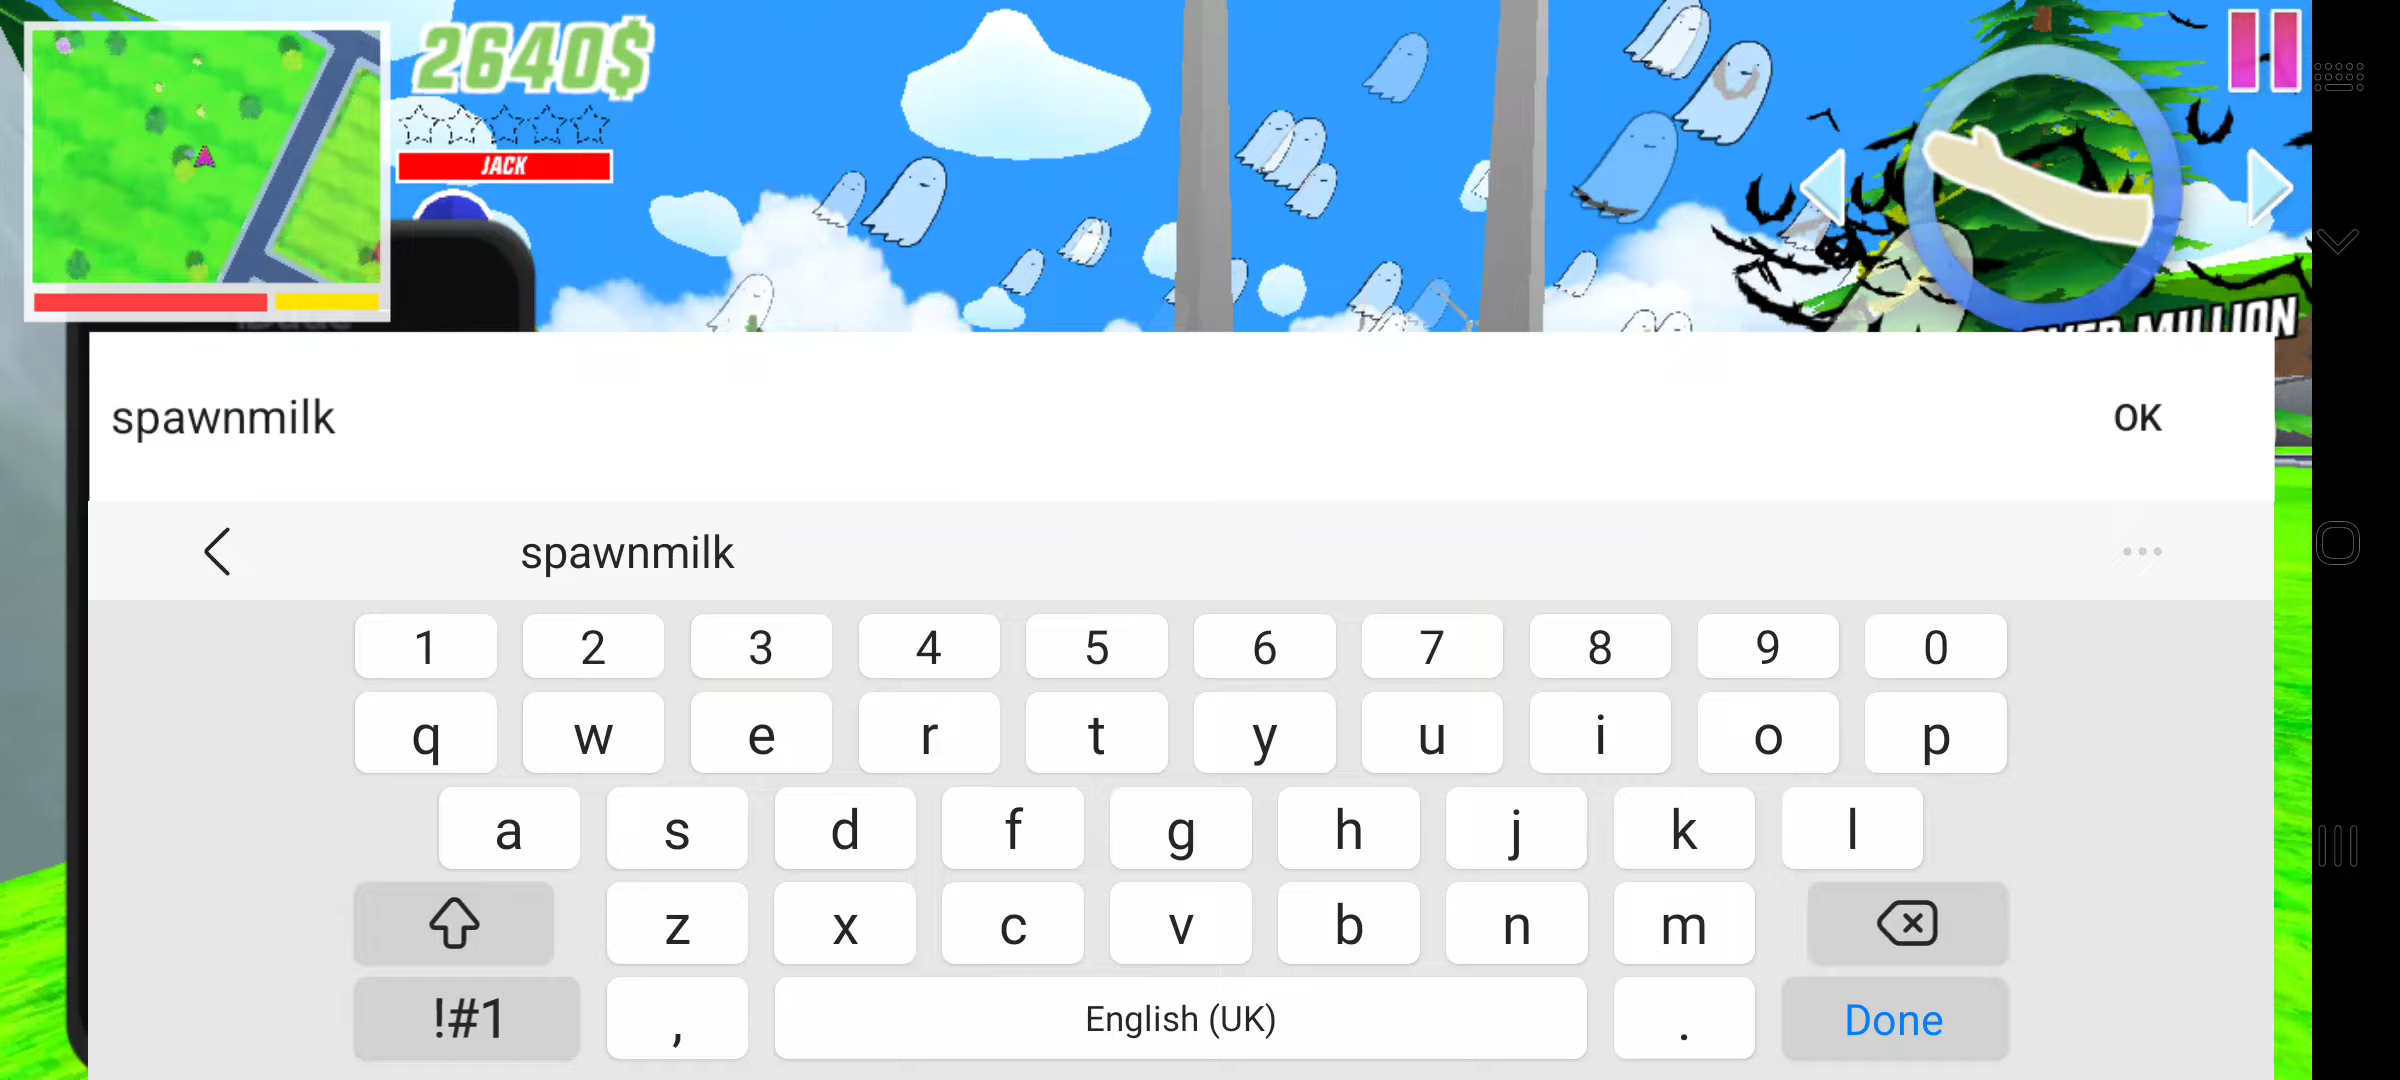 2640$
JACK
MILLION
spawnmilk
OK
spawnmilk
1 2 3 4 5 6 7 8 9 0
q w e r t y u i o p
a s d f g h j k l
z x c v b n m
!#1 , English (UK) . Done